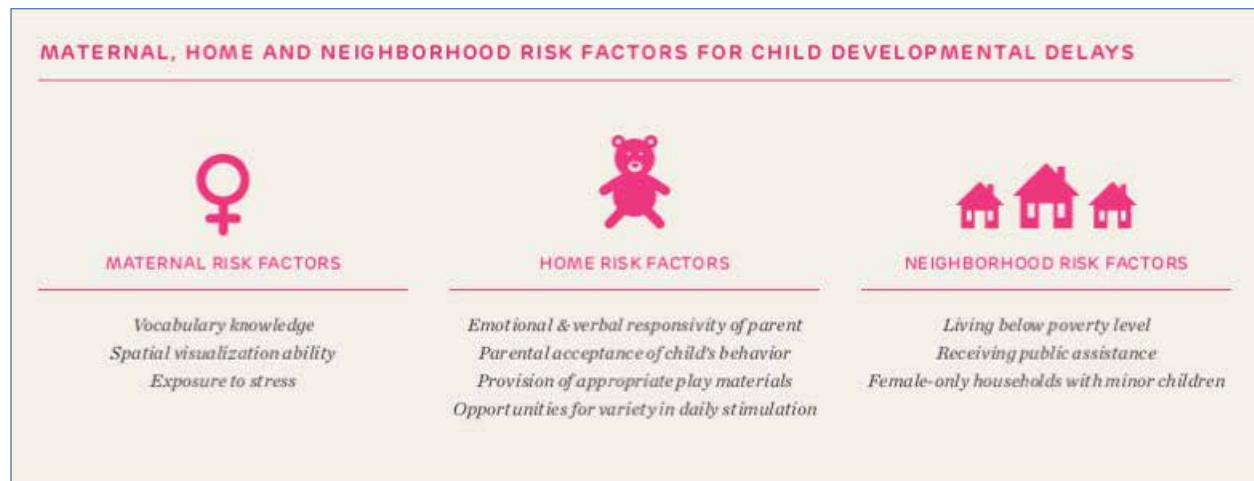 MATERNAL, HOME AND NEIGHBORHOOD RISK FACTORS FOR CHILD DEVELOPMENTAL DELAYS
MATERNAL RISK FACTORS
Vocabulary knowledge
Spatial visualization ability
Exposure to stress
HOME RISK FACTORS
Emotional & verbal responsivity of parent
Parental acceptance of child's behavior
Provision of appropriate play materials
Opportunities for variety in daily stimulation
NEIGHBORHOOD RISK FACTORS
Living below poverty level
Receiving public assistance
Female-only households with minor children